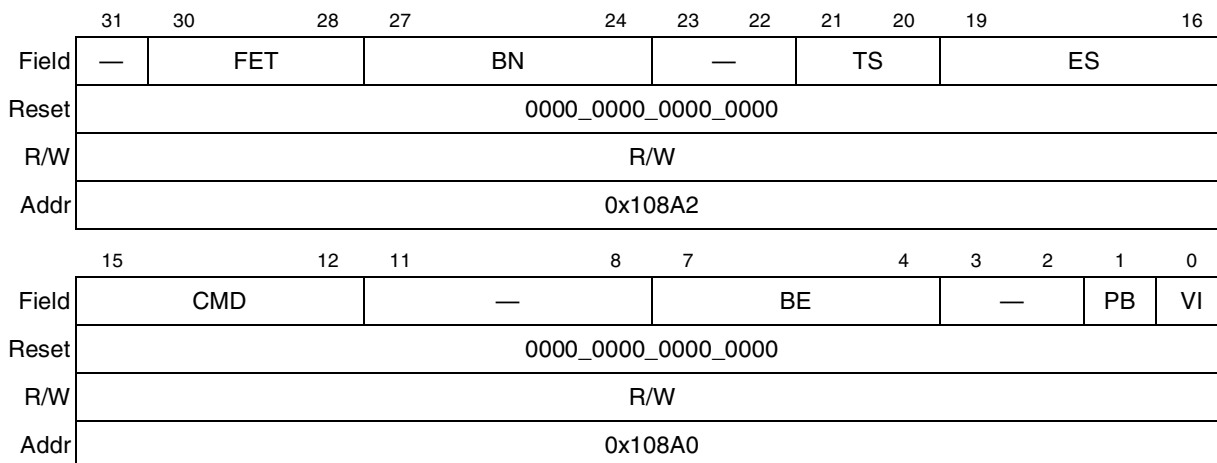 31 30 28 27 24 23 22 21 20 19 16
Field — FET BN — TS ES
Reset 0000_0000_0000_0000
R/W R/W
Addr 0x108A2
15 12 11 8 7 4 3 2 1 0
Field CMD — BE — PB VI
Reset 0000_0000_0000_0000
R/W R/W
Addr 0x108A0